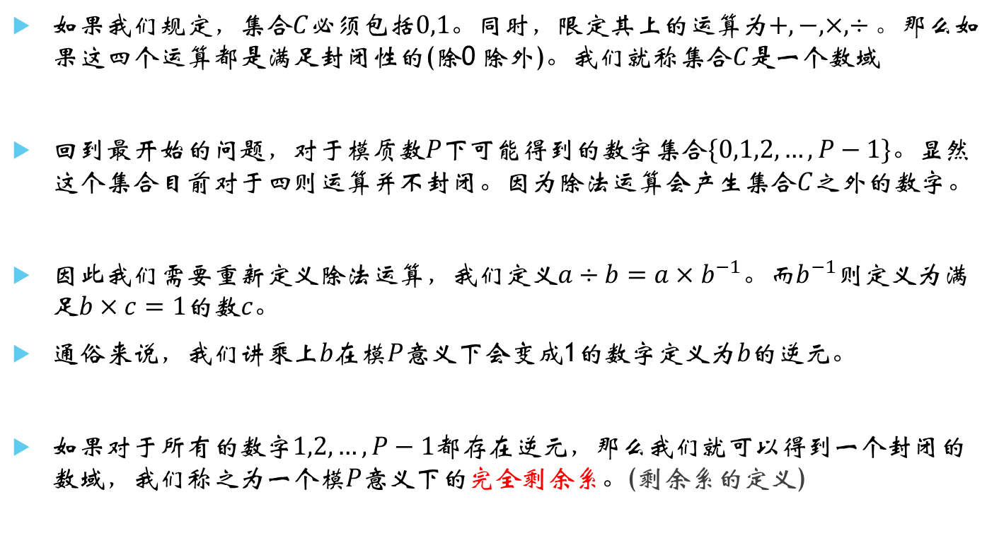 如果我们规定，集合C必须包括0,1。同时，限定其上的运算为+,−,×,÷。那么如
果这四个运算都是满足封闭性的(除0 除外)。我们就称集合C是一个数域
回到最开始的问题，对于模质数P下可能得到的数字集合{0,1,2,…,P − 1}。显然
这个集合目前对于四则运算并不封闭。因为除法运算会产生集合C之外的数字。
因此我们需要重新定义除法运算，我们定义a ÷ b = a × b⁻¹。而b⁻¹则定义为满
足b × c = 1的数c。
通俗来说，我们讲乘上b在模P意义下会变成1的数字定义为b的逆元。
如果对于所有的数字1,2,…,P − 1都存在逆元，那么我们就可以得到一个封闭的
数域，我们称之为一个模P意义下的完全剩余系。(剩余系的定义)